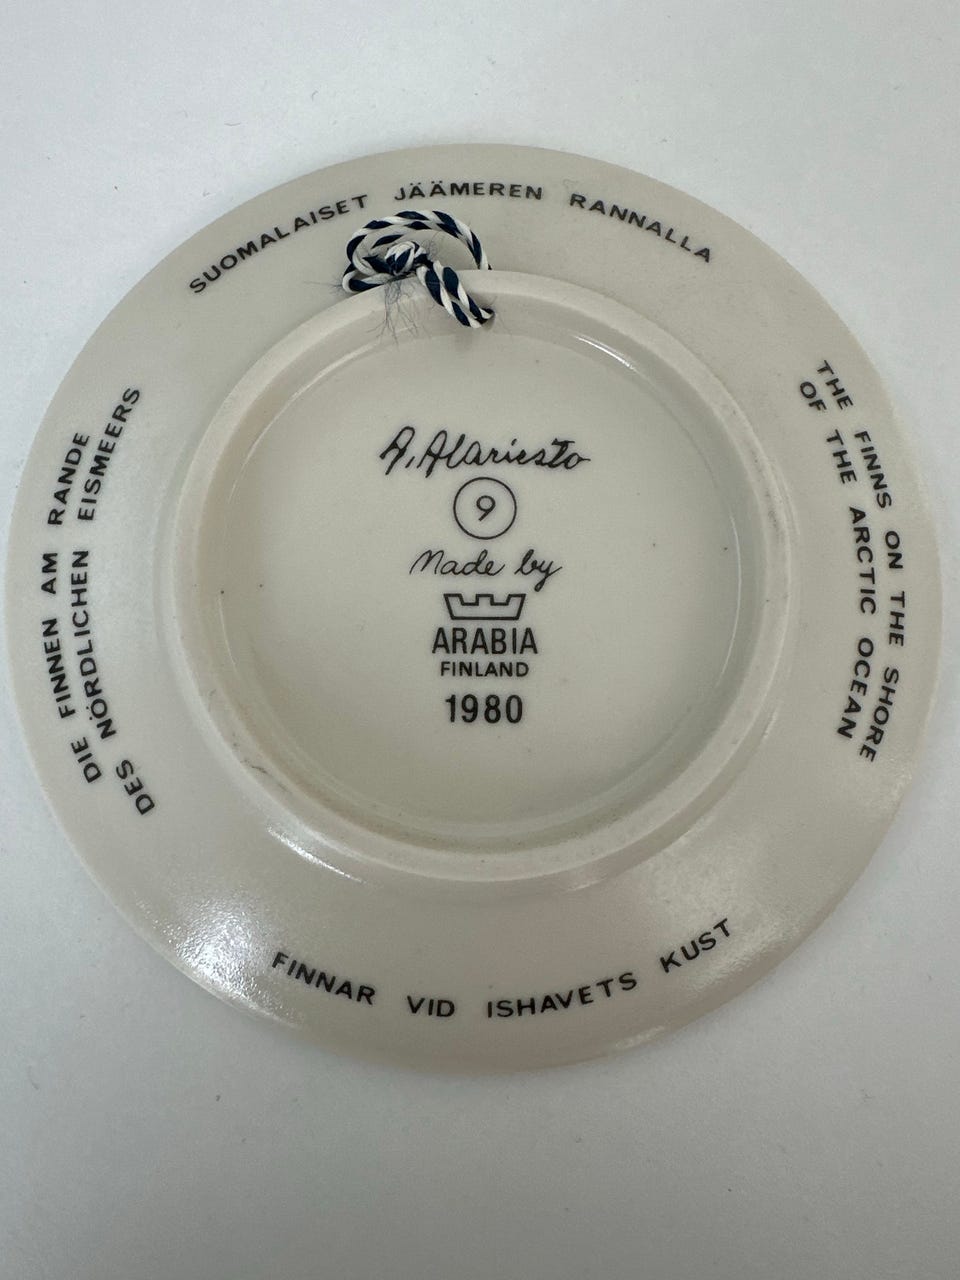 SUOMALAISET JÄÄMEREN RANNALLA
THE FINNS ON THE SHORE
OF THE ARCTIC OCEAN
FINNAR VID ISHAVETS KUST
DIE FINNEN AM RANDE
DES NÖRDLICHEN EISMEERS
A. Alariesto
9
Made by
ARABIA
FINLAND
1980